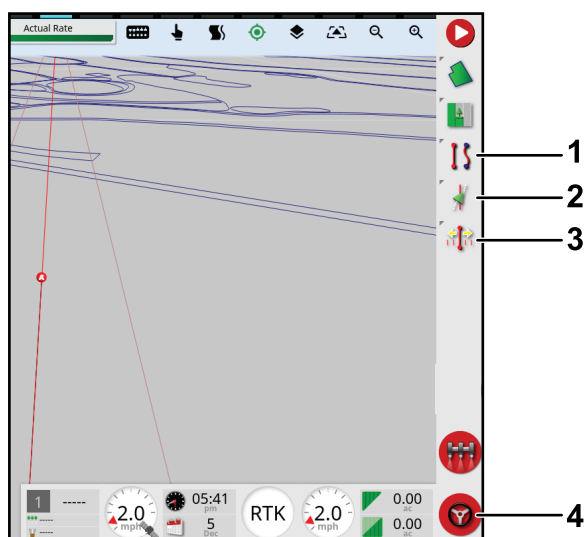 Actual Rate
1
2
3
A
1 -----
-----
-----
2.0
mph
05:41
pm
5
Dec
RTK
2.0
mph
0.00
ac
0.00
ac
4